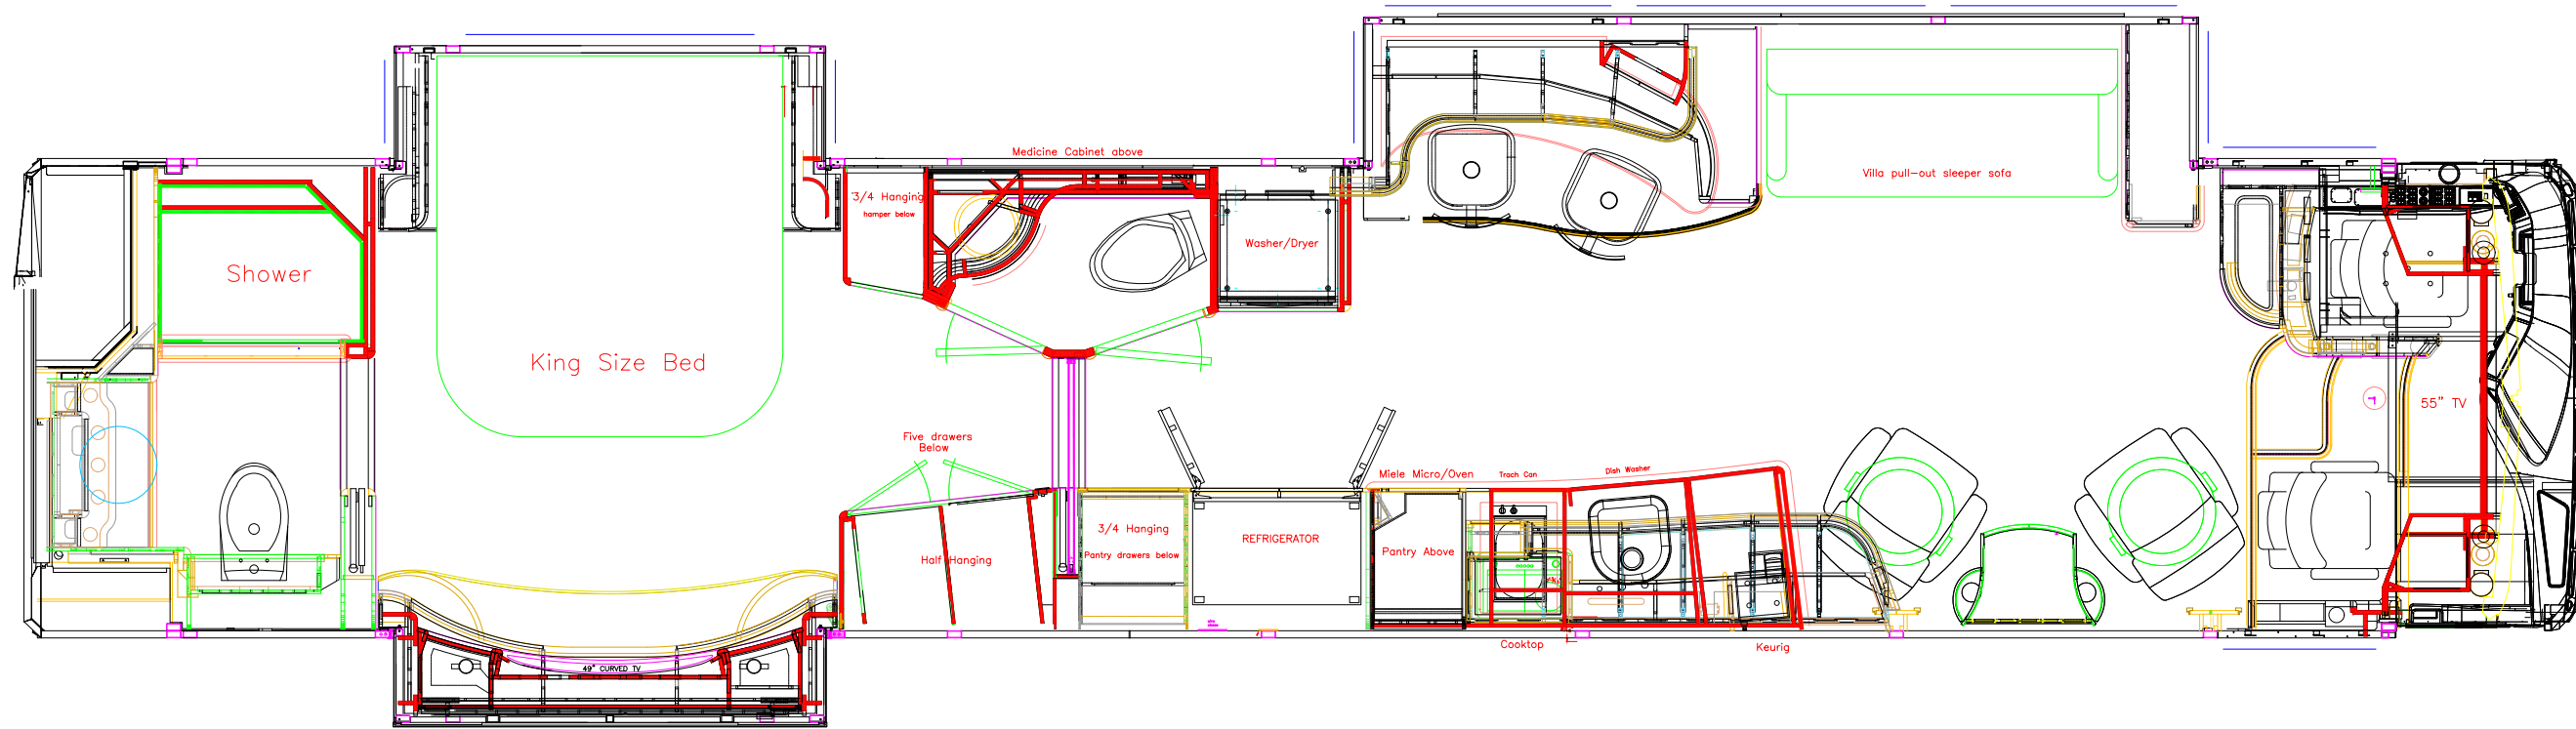 Medicine Cabinet above
3/4 Hanging
hamper below
Villa pull-out sleeper sofa
Washer/Dryer
Shower
King Size Bed
55" TV
Five drawers
Below
Miele Micro/Oven
Trach Can
Dish Washer
3/4 Hanging
Pantry drawers below
REFRIGERATOR
Pantry Above
Half Hanging
Cooktop
Keurig
49" CURVED TV